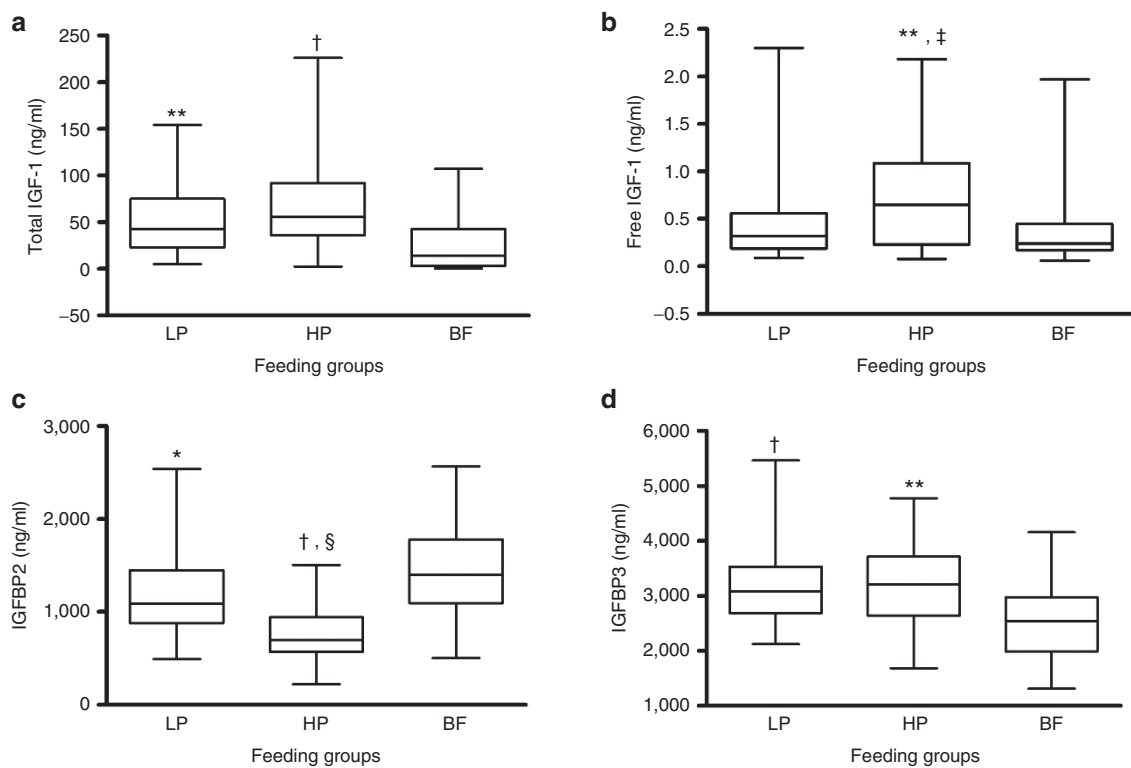 a
250
200
150
100
50
0
−50
Total IGF-1 (ng/ml)
**
†
LP
HP
BF
Feeding groups
b
2.5
2.0
1.5
1.0
0.5
0.0
−0.5
Free IGF-1 (ng/ml)
** , ‡
LP
HP
BF
Feeding groups
c
3,000
2,000
1,000
0
IGFBP2 (ng/ml)
*
† , §
LP
HP
BF
Feeding groups
d
6,000
5,000
4,000
3,000
2,000
1,000
IGFBP3 (ng/ml)
†
**
LP
HP
BF
Feeding groups